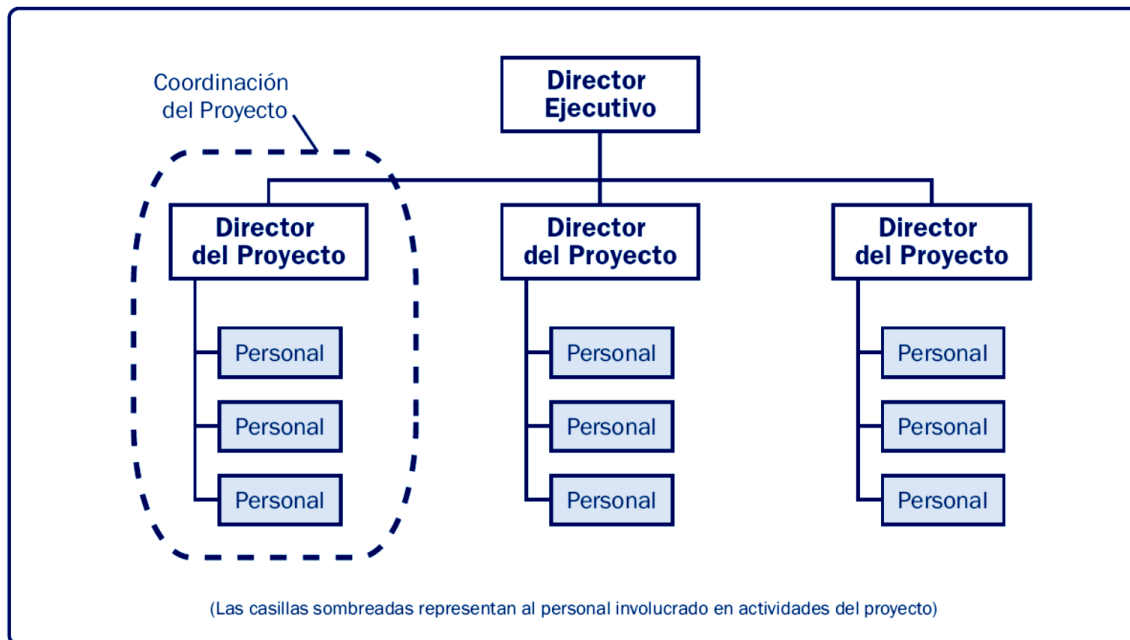 Coordinación
del Proyecto
Director
Ejecutivo
Director
del Proyecto
Director
del Proyecto
Director
del Proyecto
Personal
Personal
Personal
Personal
Personal
Personal
Personal
Personal
Personal
(Las casillas sombreadas representan al personal involucrado en actividades del proyecto)